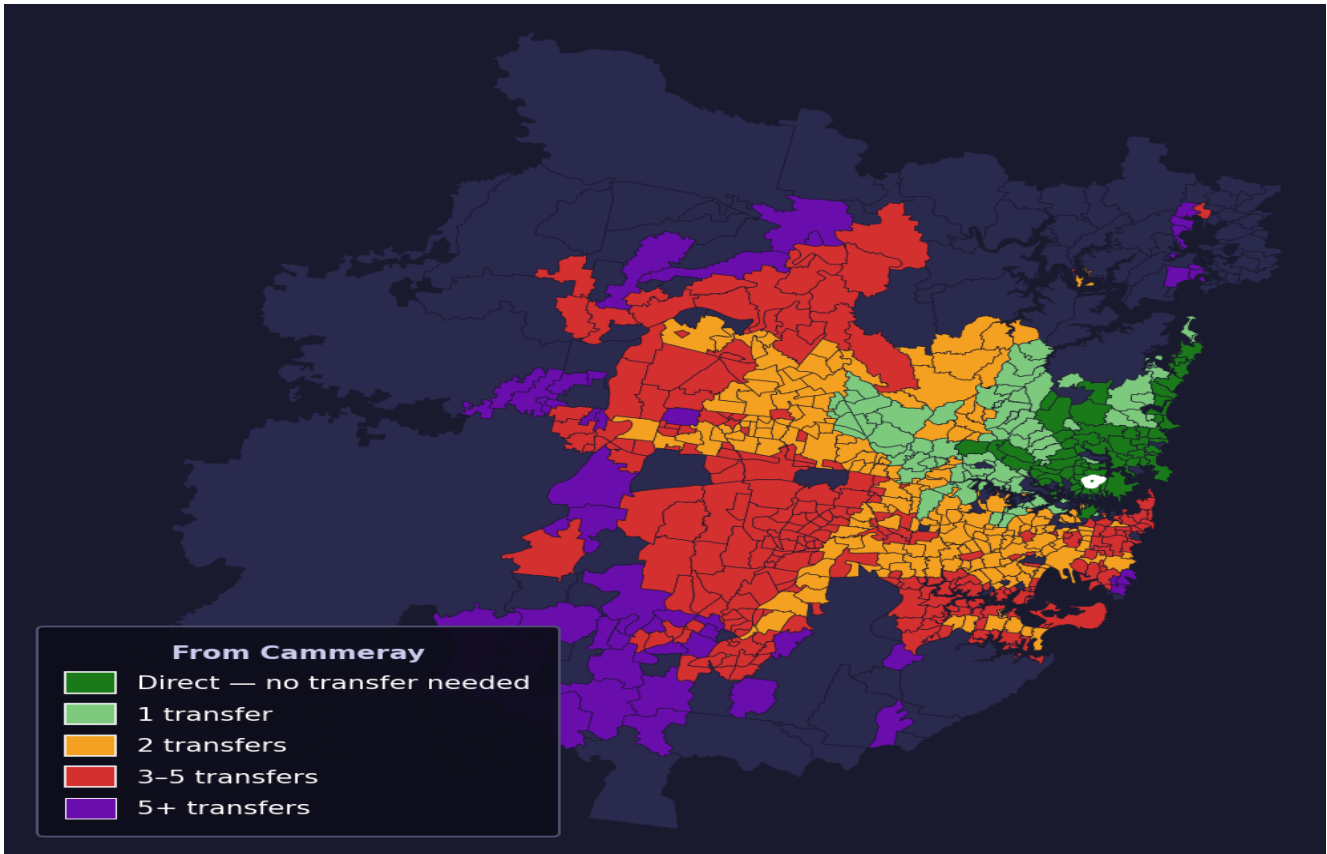 From Cammeray
Direct — no transfer needed
1 transfer
2 transfers
3–5 transfers
5+ transfers